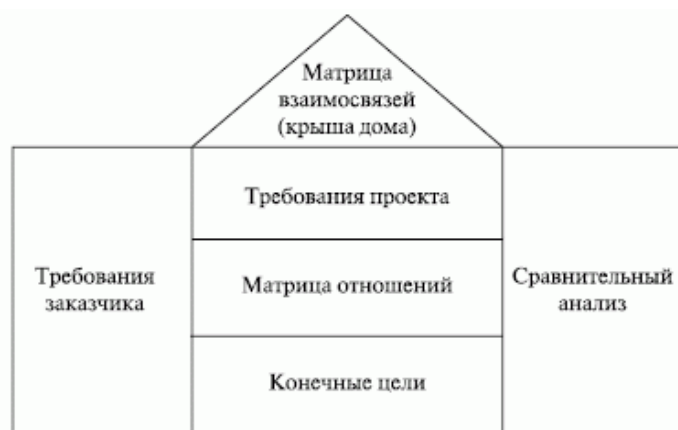 Матрица
взаимосвязей
(крыша дома)
Требования проекта
Требования
заказчика
Матрица отношений
Сравнительный
анализ
Конечные цели